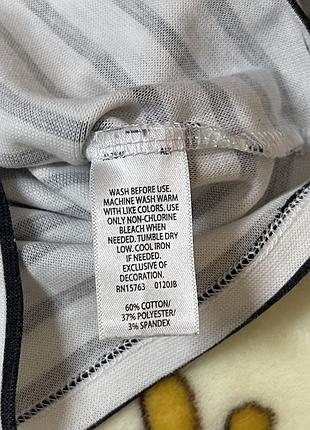 WASH BEFORE USE.
MACHINE WASH WARM
WITH LIKE COLORS. USE
ONLY NON-CHLORINE
BLEACH WHEN
NEEDED. TUMBLE DRY
LOW. COOL IRON
IF NEEDED.
EXCLUSIVE OF
DECORATION.
RN15763 0120JB
60% COTTON/
37% POLYESTER/
3% SPANDEX